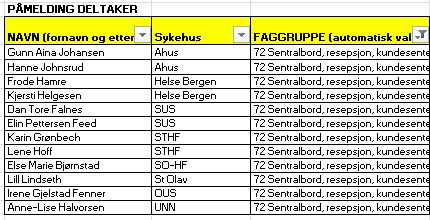 PÅMELDING DELTAKER
NAVN (fornavn og etter Sykehus FAGGRUPPE (automatisk val
Gunn Aina Johansen Ahus 72 Sentralbord, resepsjon, kundesente
Hanne Johnsrud Ahus 72 Sentralbord, resepsjon, kundesente
Frode Hamre Helse Bergen 72 Sentralbord, resepsjon, kundesente
Kjersti Helgesen Helse Bergen 72 Sentralbord, resepsjon, kundesente
Dan Tore Falnes SUS 72 Sentralbord, resepsjon, kundesente
Elin Pettersen Feed SUS 72 Sentralbord, resepsjon, kundesente
Karin Grønbech STHF 72 Sentralbord, resepsjon, kundesente
Lene Hoff STHF 72 Sentralbord, resepsjon, kundesente
Else Marie Bjørnstad SO-HF 72 Sentralbord, resepsjon, kundesente
Lill Lindseth St Olav 72 Sentralbord, resepsjon, kundesente
Irene Gjelstad Fenner OUS 72 Sentralbord, resepsjon, kundesente
Anne-Lise Halvorsen UNN 72 Sentralbord, resepsjon, kundesente